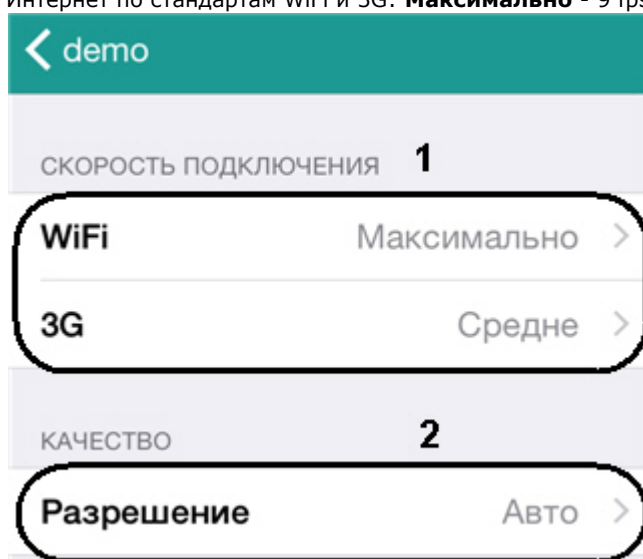 Интернет по стандартам WiFi и 3G. Максимально - 9 fps
demo
СКОРОСТЬ ПОДКЛЮЧЕНИЯ 1
WiFi Максимально
3G Средне
КАЧЕСТВО 2
Разрешение Авто